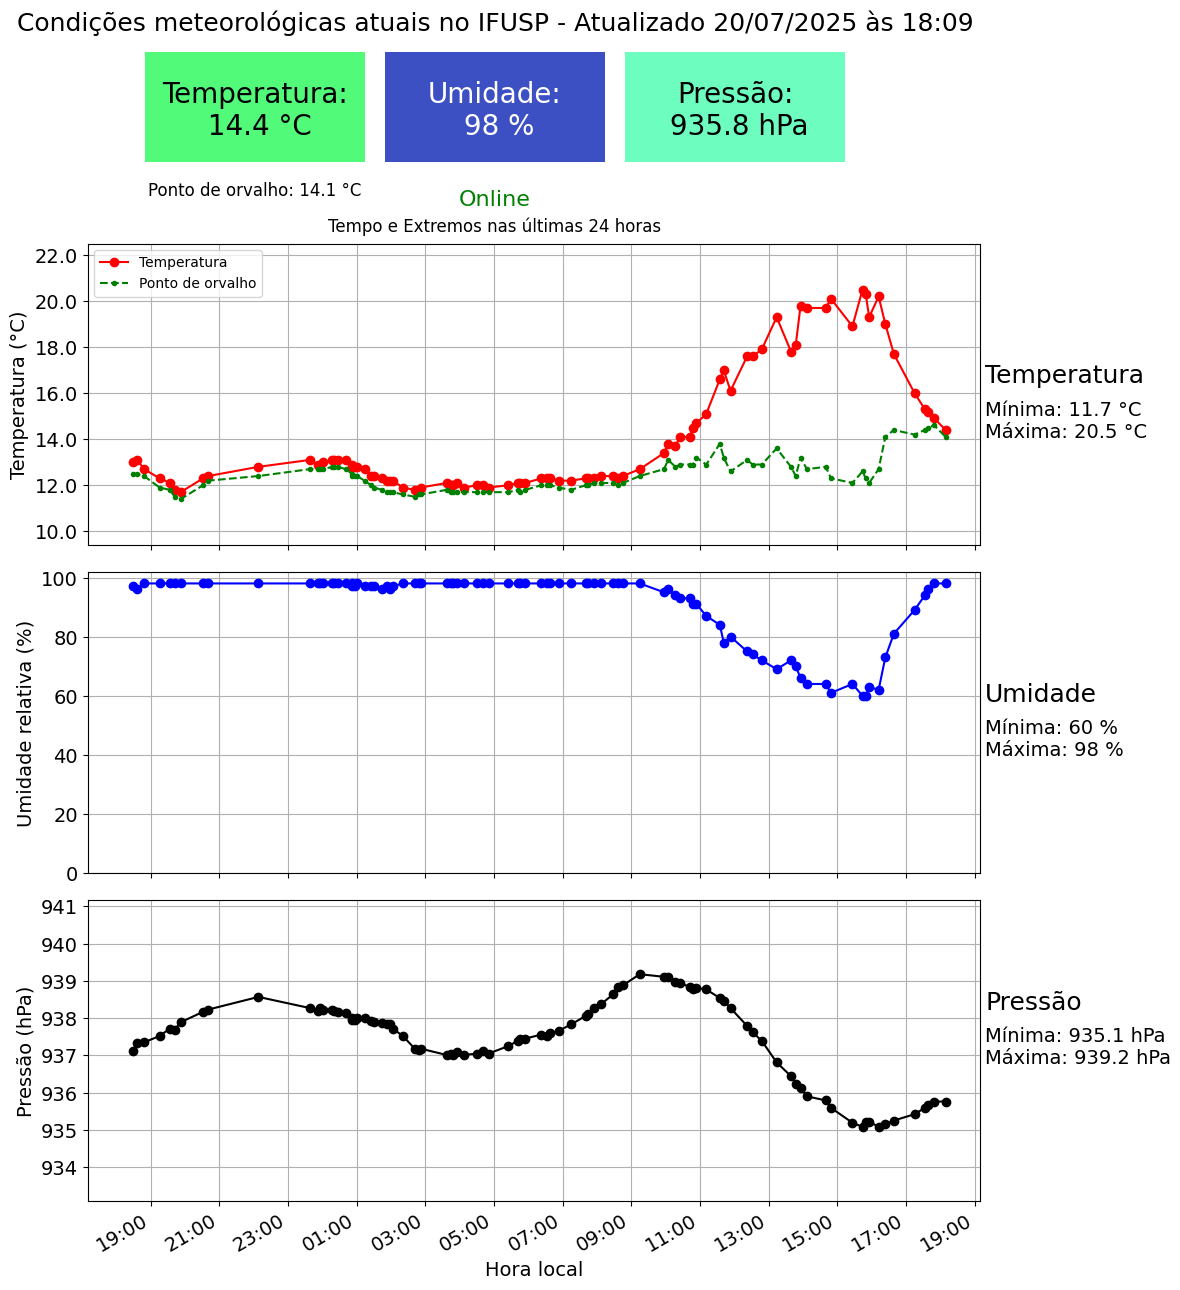 Condições meteorológicas atuais no IFUSP - Atualizado 20/07/2025 às 18:09
Temperatura:
14.4 °C
Umidade:
98 %
Pressão:
935.8 hPa
Ponto de orvalho: 14.1 °C
Online
Tempo e Extremos nas últimas 24 horas
Temperatura (°C)
22.0
20.0
18.0
16.0
14.0
12.0
10.0
Temperatura
Ponto de orvalho
Temperatura
Mínima: 11.7 °C
Máxima: 20.5 °C
Umidade relativa (%)
100
80
60
40
20
0
Umidade
Mínima: 60 %
Máxima: 98 %
Pressão (hPa)
941
940
939
938
937
936
935
934
Pressão
Mínima: 935.1 hPa
Máxima: 939.2 hPa
19:00
21:00
23:00
01:00
03:00
05:00
07:00
09:00
11:00
13:00
15:00
17:00
19:00
Hora local